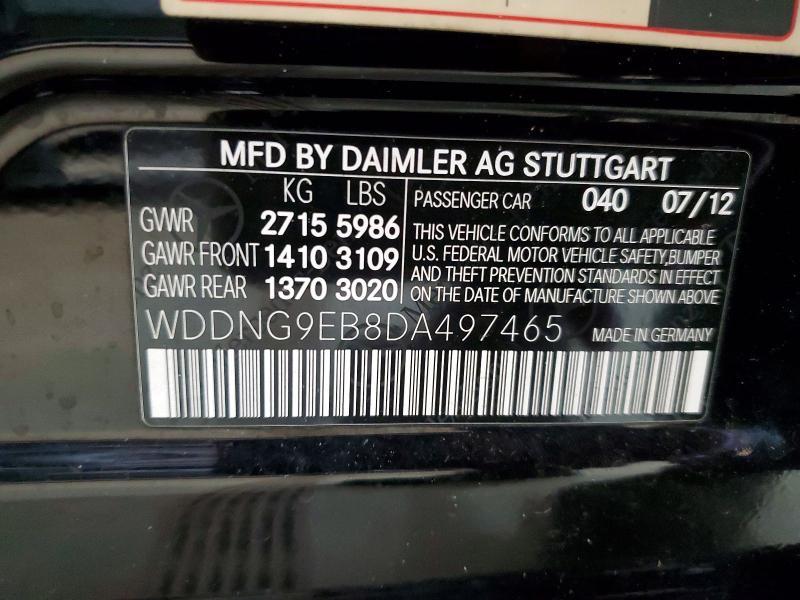 MFD BY DAIMLER AG STUTTGART
KG LBS
GVWR 2715 5986
GAWR FRONT 1410 3109
GAWR REAR 1370 3020
PASSENGER CAR 040 07/12
THIS VEHICLE CONFORMS TO ALL APPLICABLE
U.S. FEDERAL MOTOR VEHICLE SAFETY,BUMPER
AND THEFT PREVENTION STANDARDS IN EFFECT
ON THE DATE OF MANUFACTURE SHOWN ABOVE
WDDNG9EB8DA497465 MADE IN GERMANY